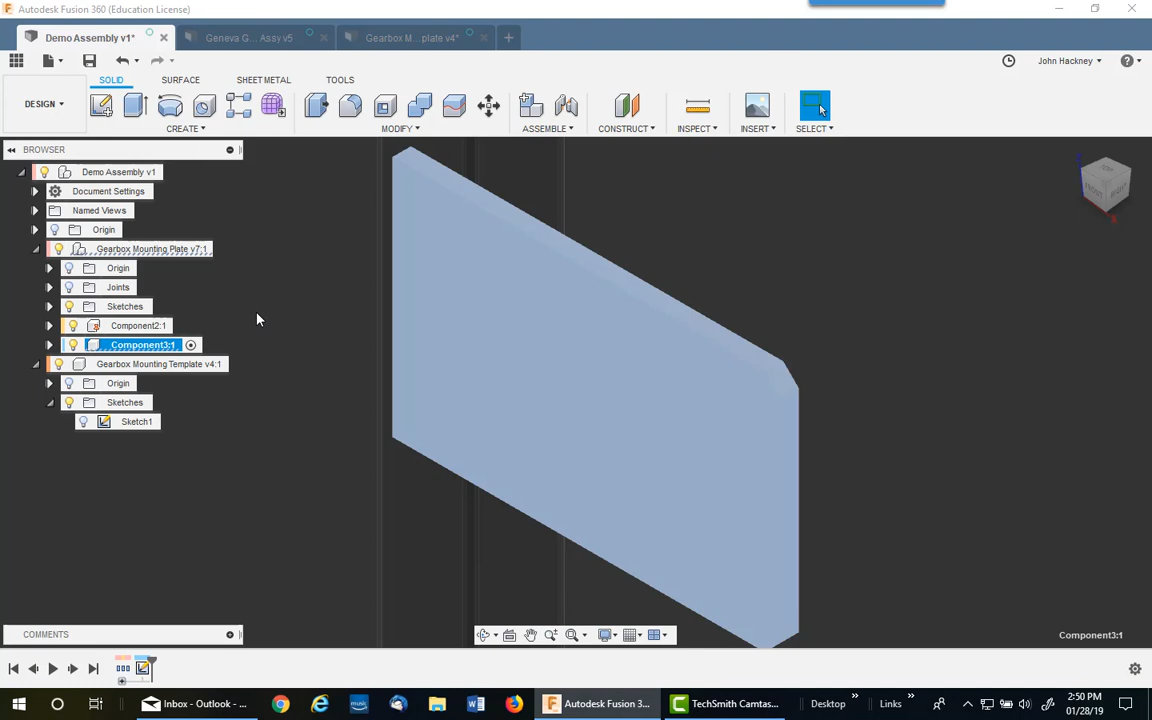 Autodesk Fusion 360 (Education License)
Demo Assembly v1*
Geneva G... Assy v5
Gearbox M...plate v4*
John Hackney
DESIGN
SOLID
SURFACE
SHEET METAL
TOOLS
CREATE
MODIFY
ASSEMBLE
CONSTRUCT
INSPECT
INSERT
SELECT
BROWSER
Demo Assembly v1
Document Settings
Named Views
Origin
Gearbox Mounting Plate v7:1
Origin
Joints
Sketches
Component2:1
Component3:1
Gearbox Mounting Template v4:1
Origin
Sketches
Sketch1
TOP
FRONT
RIGHT
COMMENTS
Component3:1
Inbox - Outlook - ...
Autodesk Fusion 3...
TechSmith Camtas...
Desktop
Links
2:50 PM
01/28/19